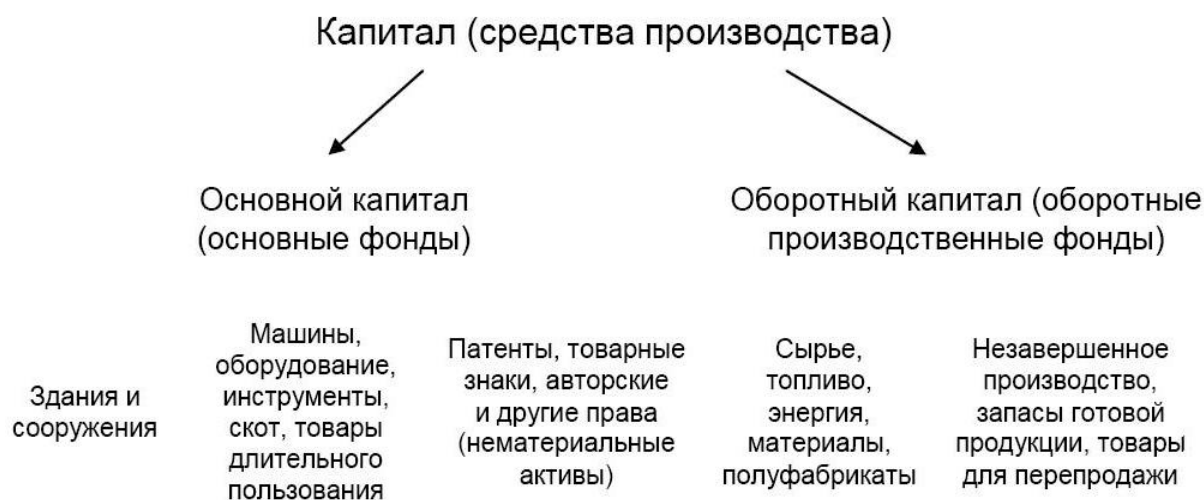 Капитал (средства производства)
Основной капитал
(основные фонды)
Оборотный капитал (оборотные
производственные фонды)
Здания и
сооружения
Машины,
оборудование,
инструменты,
скот, товары
длительного
пользования
Патенты, товарные
знаки, авторские
и другие права
(нематериальные
активы)
Сырье,
топливо,
энергия,
материалы,
полуфабрикаты
Незавершенное
производство,
запасы готовой
продукции, товары
для перепродажи